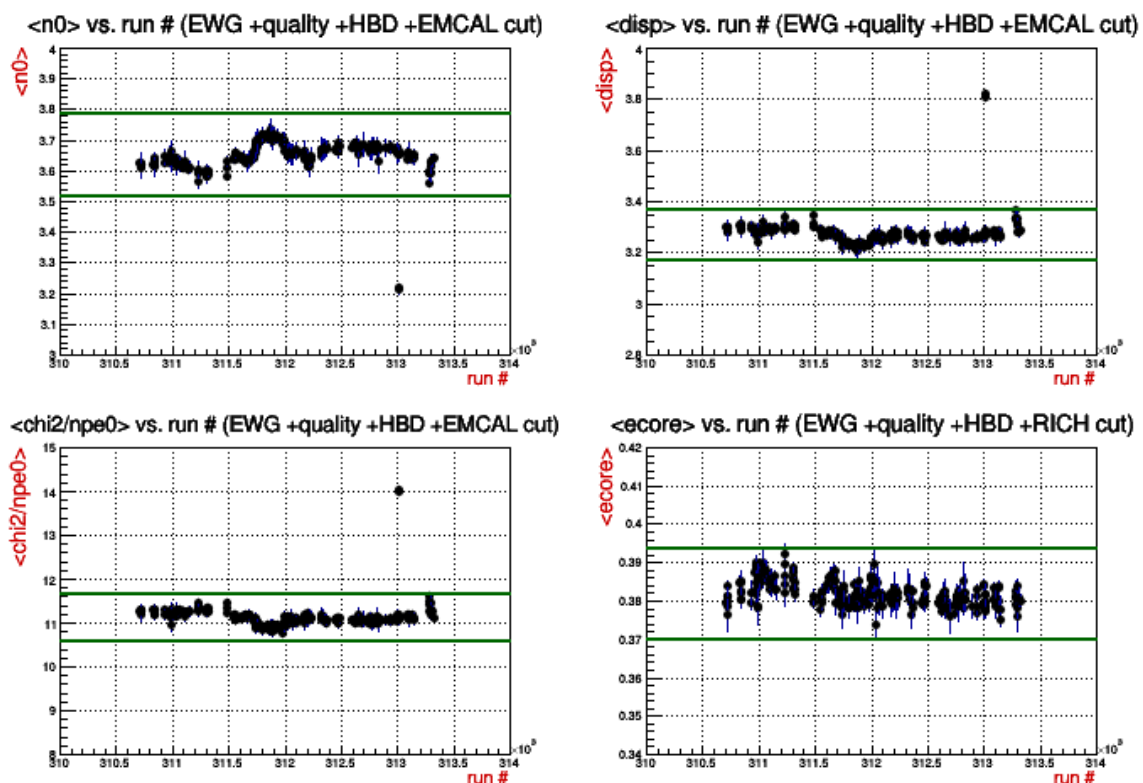 <n0> vs. run # (EWG +quality +HBD +EMCAL cut)
<n0>
4
3.9
3.8
3.7
3.6
3.5
3.4
3.3
3.2
3.1
3
310 310.5 311 311.5 312 312.5 313 313.5 314
×10³
run #
<disp> vs. run # (EWG +quality +HBD +EMCAL cut)
<disp>
4
3.8
3.6
3.4
3.2
3
2.8
310 310.5 311 311.5 312 312.5 313 313.5 314
×10³
run #
<chi2/npe0> vs. run # (EWG +quality +HBD +EMCAL cut)
<chi2/npe0>
15
14
13
12
11
10
9
8
310 310.5 311 311.5 312 312.5 313 313.5 314
×10³
run #
<ecore> vs. run # (EWG +quality +HBD +RICH cut)
<ecore>
0.42
0.41
0.4
0.39
0.38
0.37
0.36
0.35
0.34
310 310.5 311 311.5 312 312.5 313 313.5 314
×10³
run #